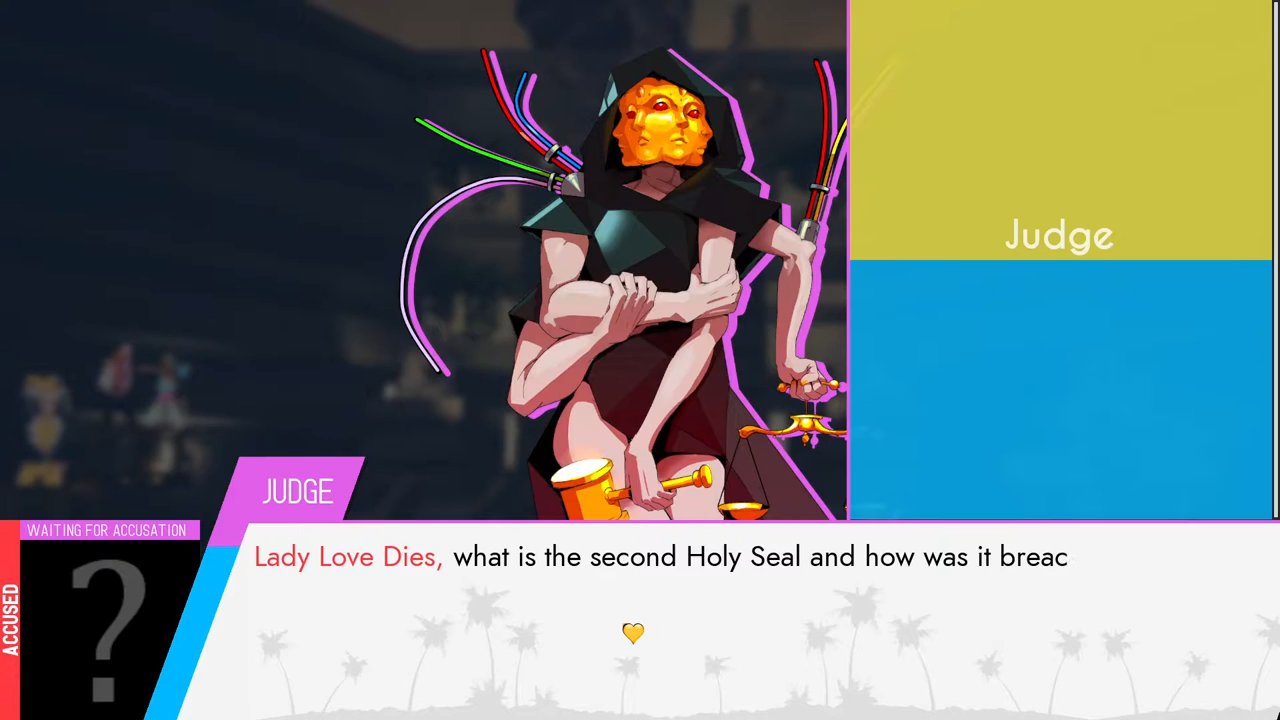 Judge
JUDGE
WAITING FOR ACCUSATION
ACCUSED
?
Lady Love Dies, what is the second Holy Seal and how was it breac